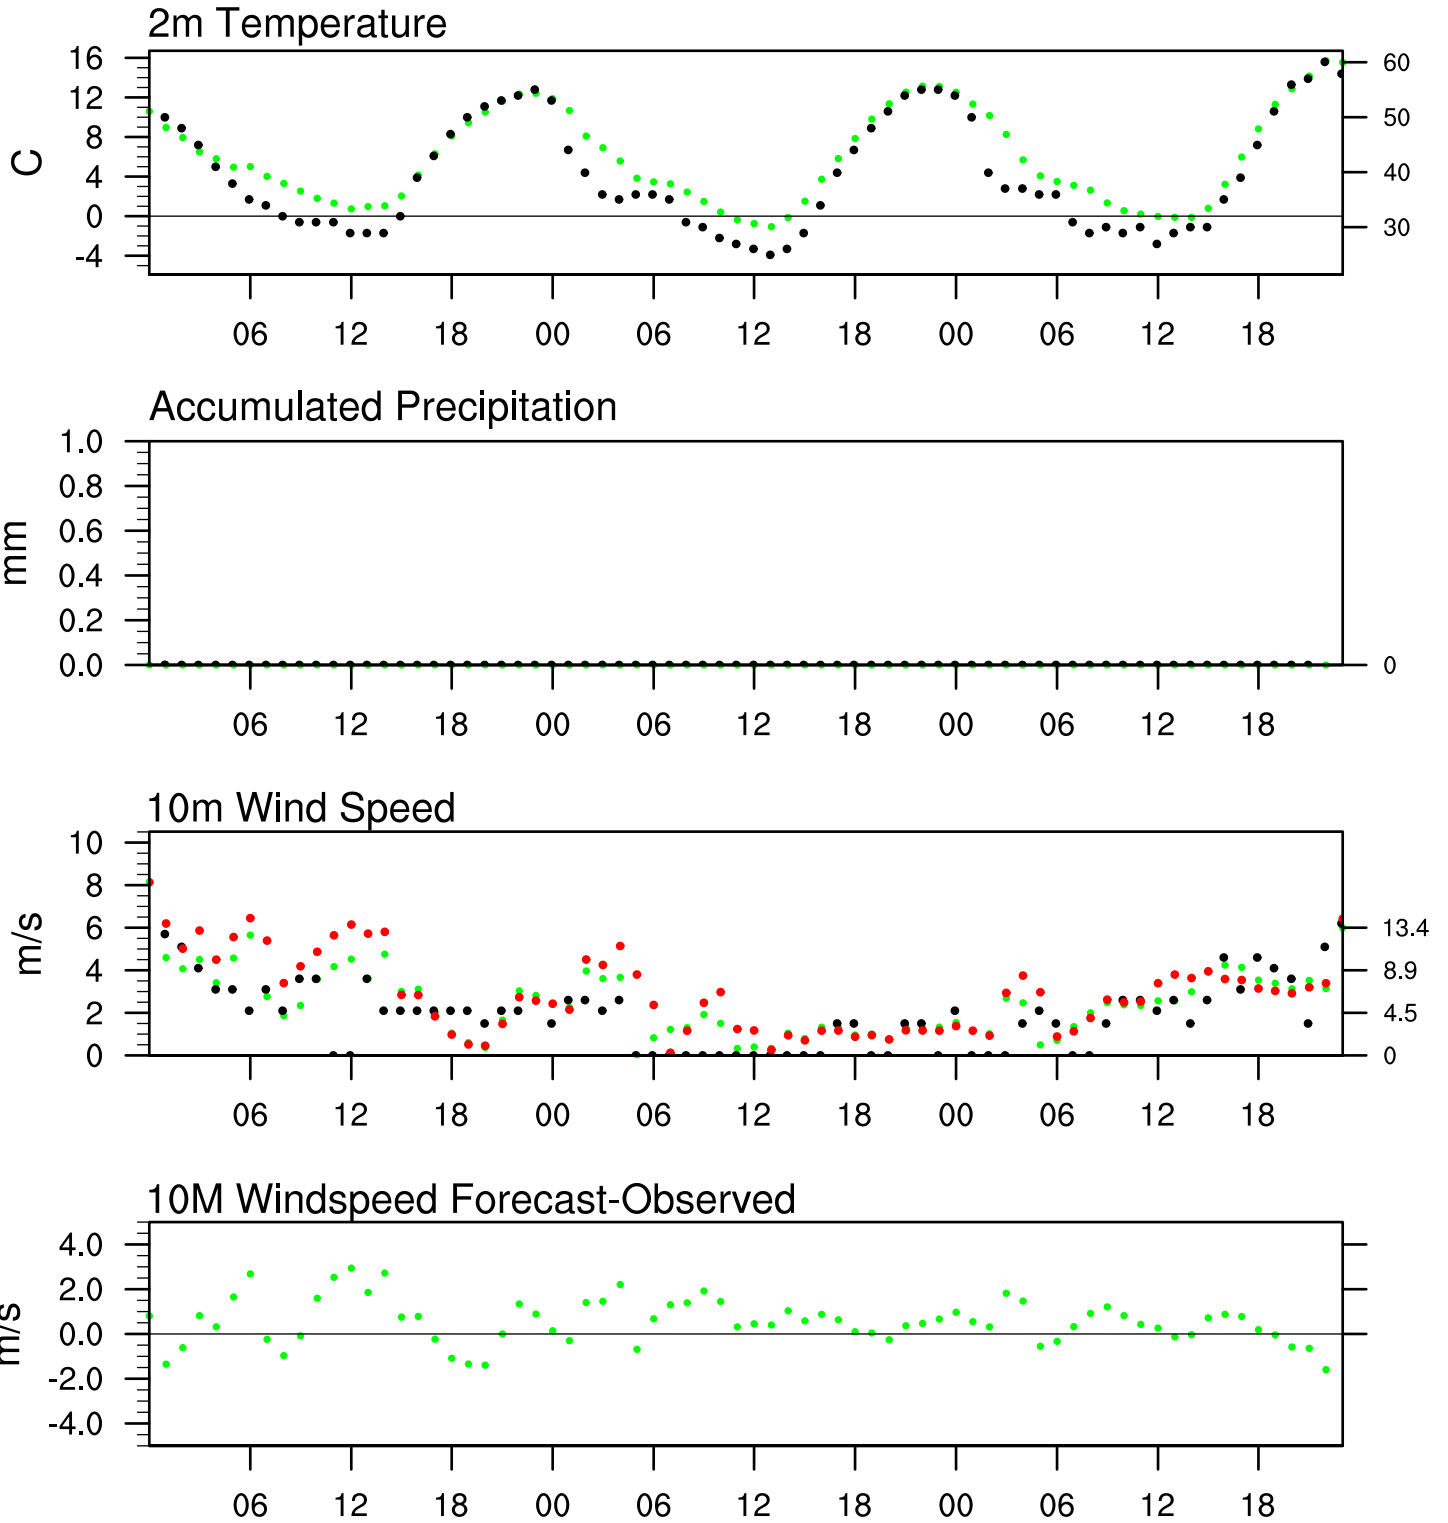 2m Temperature
16
12
8
4
0
-4
C
60
50
40
30
06 12 18 00 06 12 18 00 06 12 18
Accumulated Precipitation
1.0
0.8
0.6
0.4
0.2
0.0
mm
0
06 12 18 00 06 12 18 00 06 12 18
10m Wind Speed
10
8
6
4
2
0
m/s
13.4
8.9
4.5
0
06 12 18 00 06 12 18 00 06 12 18
10M Windspeed Forecast-Observed
4.0
2.0
0.0
-2.0
-4.0
m/s
06 12 18 00 06 12 18 00 06 12 18